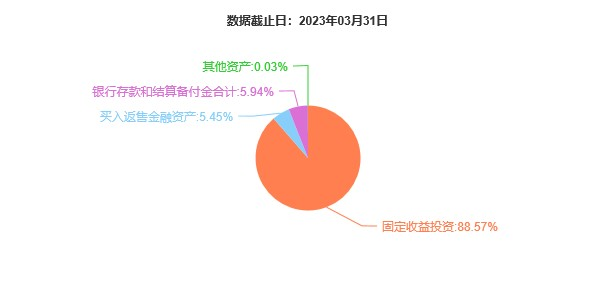 数据截止日：2023年03月31日
其他资产:0.03%
银行存款和结算备付金合计:5.94%
买入返售金融资产:5.45%
固定收益投资:88.57%